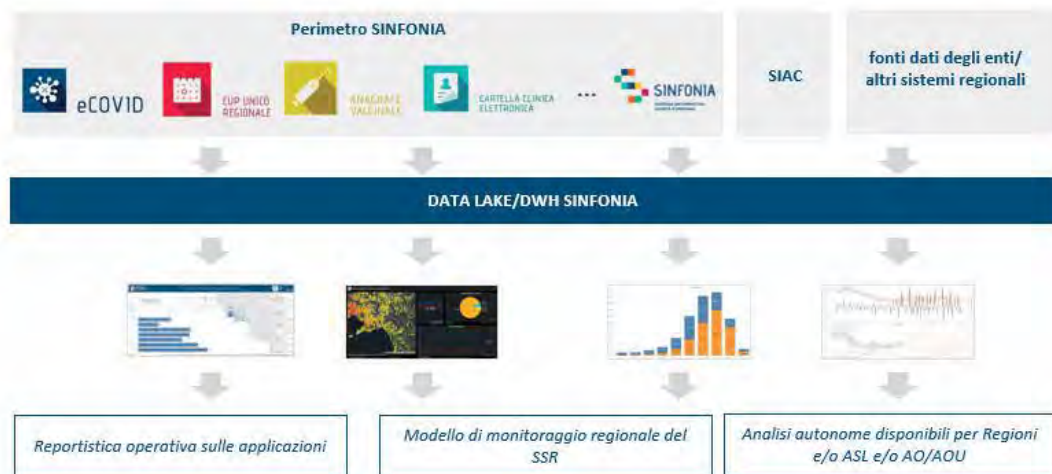 Perimetro SINFONIA
eCOVID
CUP UNICO
REGIONALE
ANAGRAFE
VACCINALE
CARTELLA CLINICA
ELETTRONICA
...
SINFONIA
SIAC
fonti dati degli enti/
altri sistemi regionali
DATA LAKE/DWH SINFONIA
Reportistica operativa sulle applicazioni
Modello di monitoraggio regionale del
SSR
Analisi autonome disponibili per Regioni
e/o ASL e/o AO/AOU